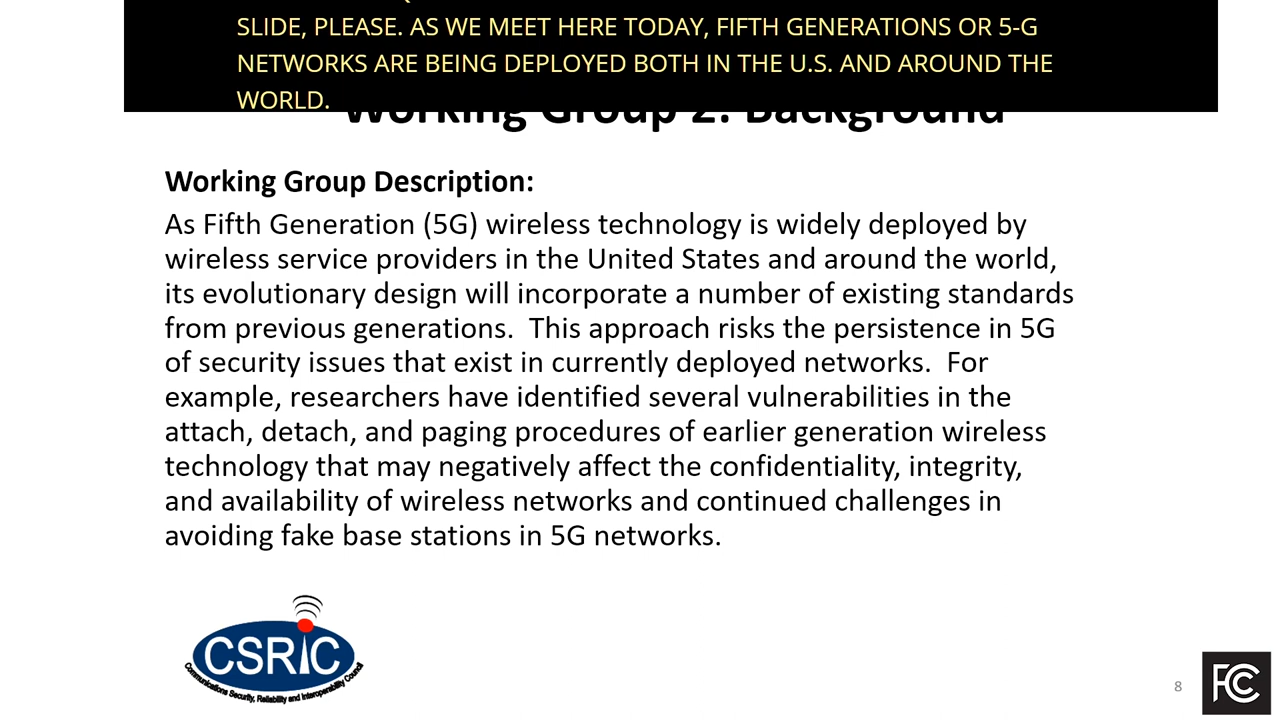 SLIDE, PLEASE. AS WE MEET HERE TODAY, FIFTH GENERATIONS OR 5-G
NETWORKS ARE BEING DEPLOYED BOTH IN THE U.S. AND AROUND THE
WORLD.
Working Group 2: Background
Working Group Description:
As Fifth Generation (5G) wireless technology is widely deployed by
wireless service providers in the United States and around the world,
its evolutionary design will incorporate a number of existing standards
from previous generations.  This approach risks the persistence in 5G
of security issues that exist in currently deployed networks.  For
example, researchers have identified several vulnerabilities in the
attach, detach, and paging procedures of earlier generation wireless
technology that may negatively affect the confidentiality, integrity,
and availability of wireless networks and continued challenges in
avoiding fake base stations in 5G networks.
CSRIC
Communications Security, Reliability and Interoperability Council
8
FCC